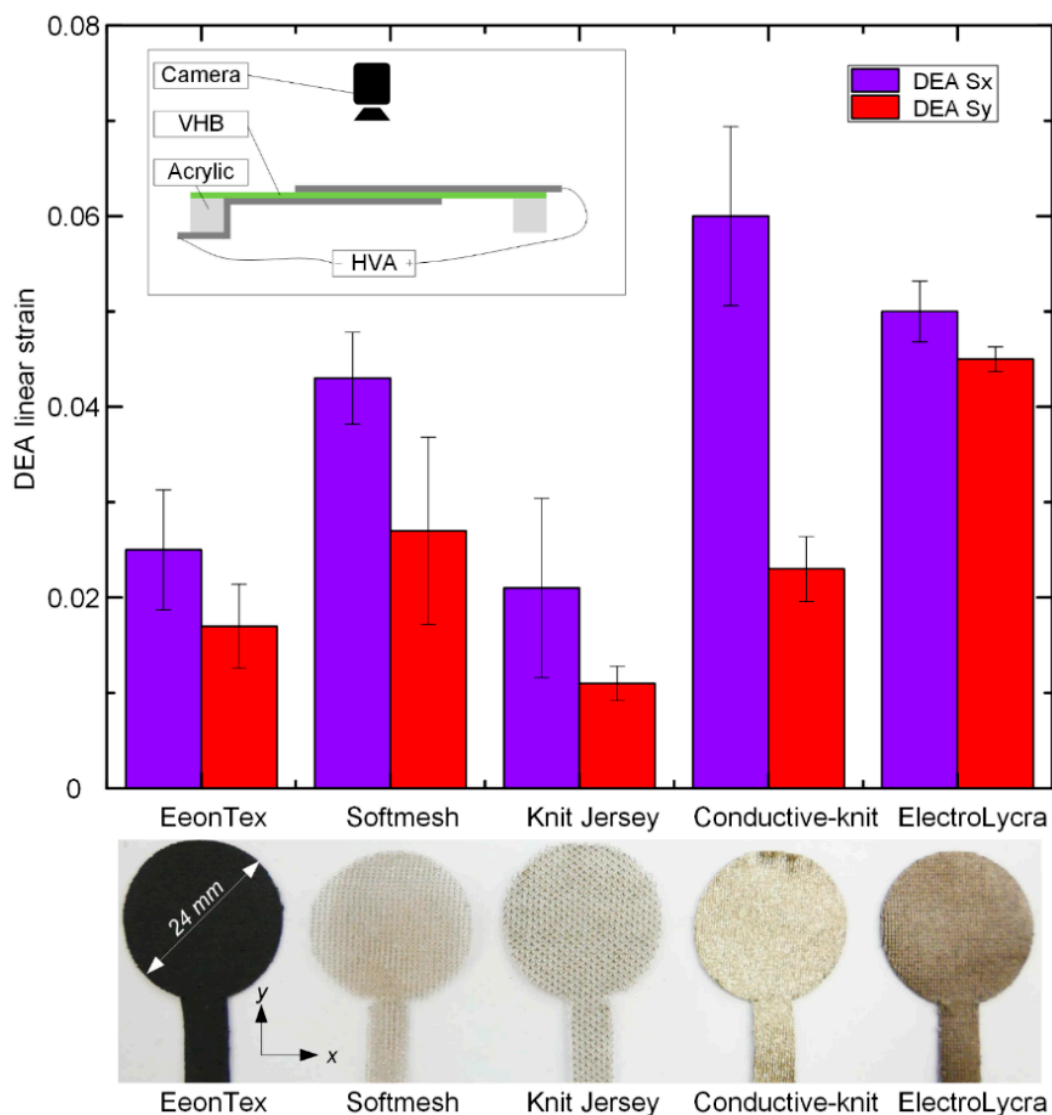 0.08
0.06
0.04
0.02
0
DEA linear strain
Camera
VHB
Acrylic
– HVA +
DEA Sx
DEA Sy
EeonTex Softmesh Knit Jersey Conductive-knit ElectroLycra
24 mm
y
x
EeonTex Softmesh Knit Jersey Conductive-knit ElectroLycra